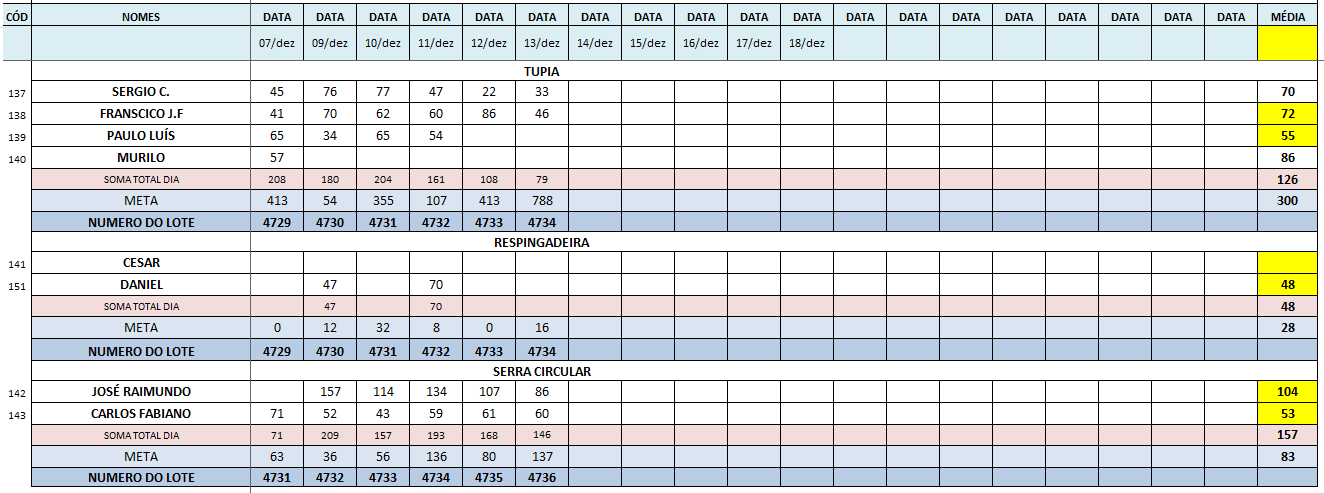 CÓD NOMES DATA DATA DATA DATA DATA DATA DATA DATA DATA DATA DATA DATA DATA DATA DATA DATA DATA DATA DATA MÉDIA
07/dez 09/dez 10/dez 11/dez 12/dez 13/dez 14/dez 15/dez 16/dez 17/dez 18/dez
TUPIA
137 SERGIO C. 45 76 77 47 22 33 70
138 FRANSCICO J.F 41 70 62 60 86 46 72
139 PAULO LUÍS 65 34 65 54 55
140 MURILO 57 86
SOMA TOTAL DIA 208 180 204 161 108 79 126
META 413 54 355 107 413 788 300
NUMERO DO LOTE 4729 4730 4731 4732 4733 4734
RESPINGADEIRA
141 CESAR
151 DANIEL 47 70 48
SOMA TOTAL DIA 47 70 48
META 0 12 32 8 0 16 28
NUMERO DO LOTE 4729 4730 4731 4732 4733 4734
SERRA CIRCULAR
142 JOSÉ RAIMUNDO 157 114 134 107 86 104
143 CARLOS FABIANO 71 52 43 59 61 60 53
SOMA TOTAL DIA 71 209 157 193 168 146 157
META 63 36 56 136 80 137 83
NUMERO DO LOTE 4731 4732 4733 4734 4735 4736